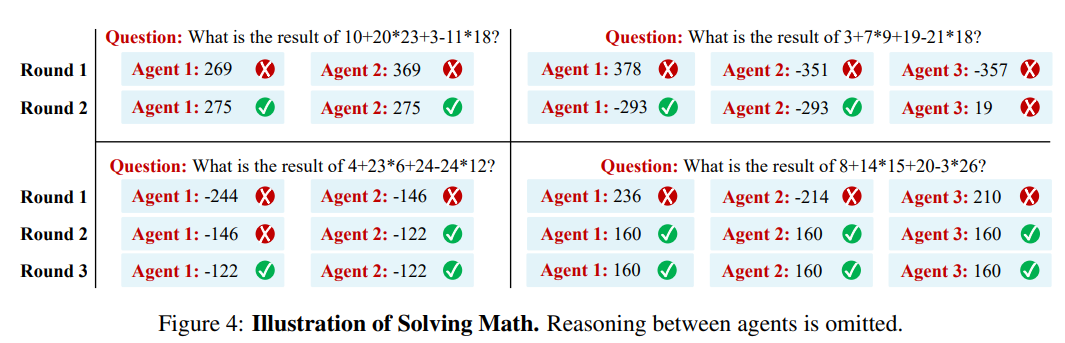 Question: What is the result of 10+20*23+3-11*18?
Question: What is the result of 3+7*9+19-21*18?
Round 1 Agent 1: 269 Agent 2: 369 Agent 1: 378 Agent 2: -351 Agent 3: -357
Round 2 Agent 1: 275 Agent 2: 275 Agent 1: -293 Agent 2: -293 Agent 3: 19
Question: What is the result of 4+23*6+24-24*12?
Question: What is the result of 8+14*15+20-3*26?
Round 1 Agent 1: -244 Agent 2: -146 Agent 1: 236 Agent 2: -214 Agent 3: 210
Round 2 Agent 1: -146 Agent 2: -122 Agent 1: 160 Agent 2: 160 Agent 3: 160
Round 3 Agent 1: -122 Agent 2: -122 Agent 1: 160 Agent 2: 160 Agent 3: 160
Figure 4: Illustration of Solving Math. Reasoning between agents is omitted.